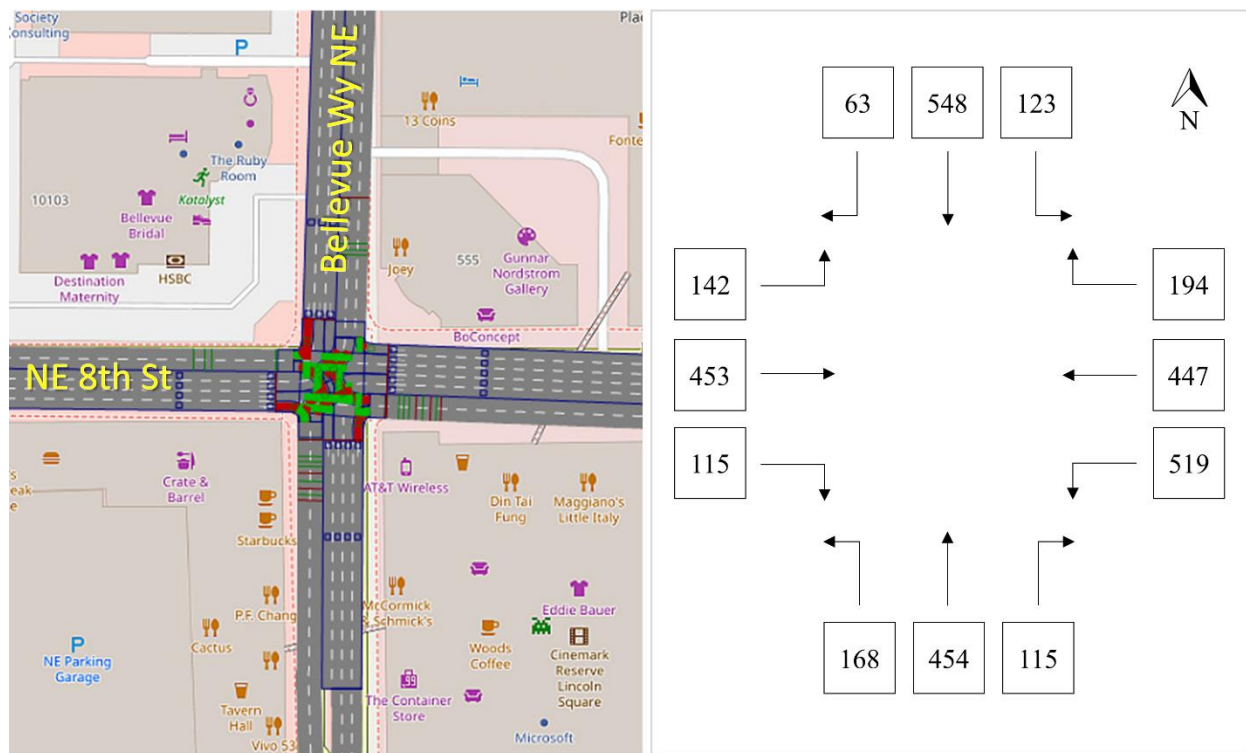 Society
Consulting
P
Plac
13 Coins
Fonte
The Ruby
Room
Katalyst
10103
Bellevue
Bridal
Destination
Maternity
HSBC
Bellevue Wy NE
Joey
555
Gunnar
Nordstrom
Gallery
BoConcept
NE 8th St
s
eak
e
Crate &
Barrel
Starbucks
P.F. Chang
Cactus
P
NE Parking
Garage
Tavern
Hall
Vivo 53
AT&T Wireless
Din Tai
Fung
Maggiano's
Little Italy
McCormick
& Schmick's
Woods
Coffee
Eddie Bauer
Cinemark
Reserve
Lincoln
Square
The Container
Store
Microsoft
63 548 123
N
142 194
453 447
115 519
168 454 115